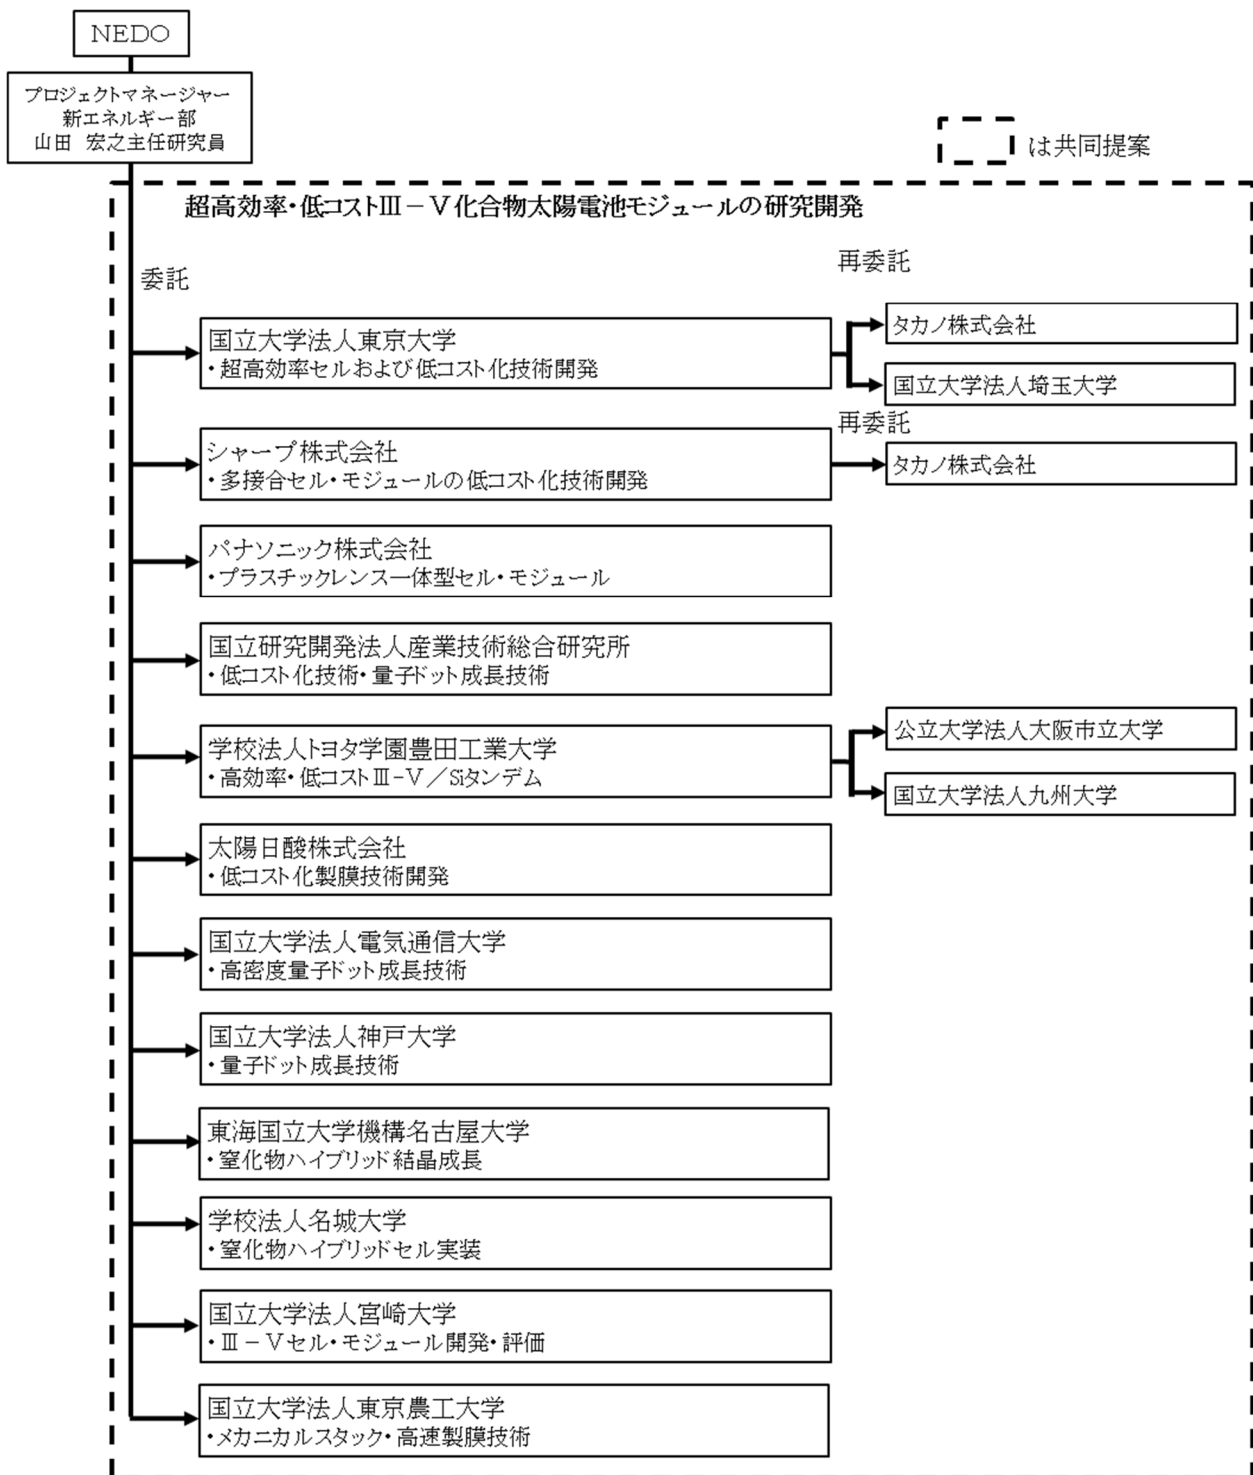 NEDO
プロジェクトマネージャー
新エネルギー部
山田 宏之主任研究員
は共同提案
超高効率・低コストⅢ－Ⅴ化合物太陽電池モジュールの研究開発
委託
再委託
国立大学法人東京大学
・超高効率セルおよび低コスト化技術開発
タカノ株式会社
国立大学法人埼玉大学
再委託
シャープ株式会社
・多接合セル・モジュールの低コスト化技術開発
タカノ株式会社
パナソニック株式会社
・プラスチックレンズ一体型セル・モジュール
国立研究開発法人産業技術総合研究所
・低コスト化技術・量子ドット成長技術
学校法人トヨタ学園豊田工業大学
・高効率・低コストⅢ-Ⅴ／Siタンデム
公立大学法人大阪市立大学
国立大学法人九州大学
太陽日酸株式会社
・低コスト化製膜技術開発
国立大学法人電気通信大学
・高密度量子ドット成長技術
国立大学法人神戸大学
・量子ドット成長技術
東海国立大学機構名古屋大学
・窒化物ハイブリッド結晶成長
学校法人名城大学
・窒化物ハイブリッドセル実装
国立大学法人宮崎大学
・Ⅲ－Ⅴセル・モジュール開発・評価
国立大学法人東京農工大学
・メカニカルスタック・高速製膜技術